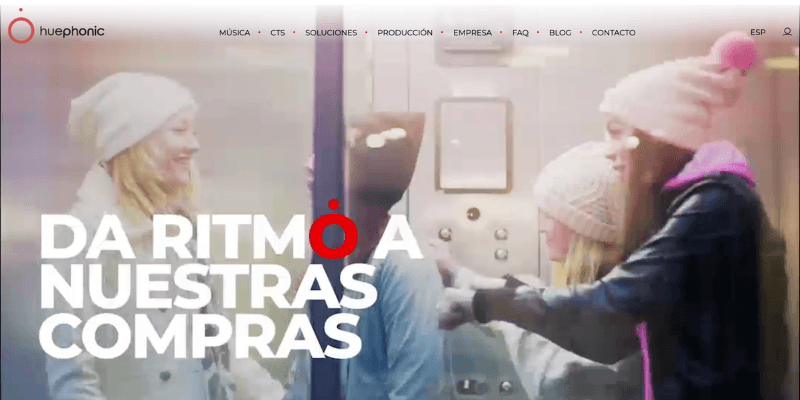 huephonic
MÚSICA • CTS • SOLUCIONES • PRODUCCIÓN • EMPRESA • FAQ • BLOG • CONTACTO
ESP
DA RITMO A
NUESTRAS
COMPRAS